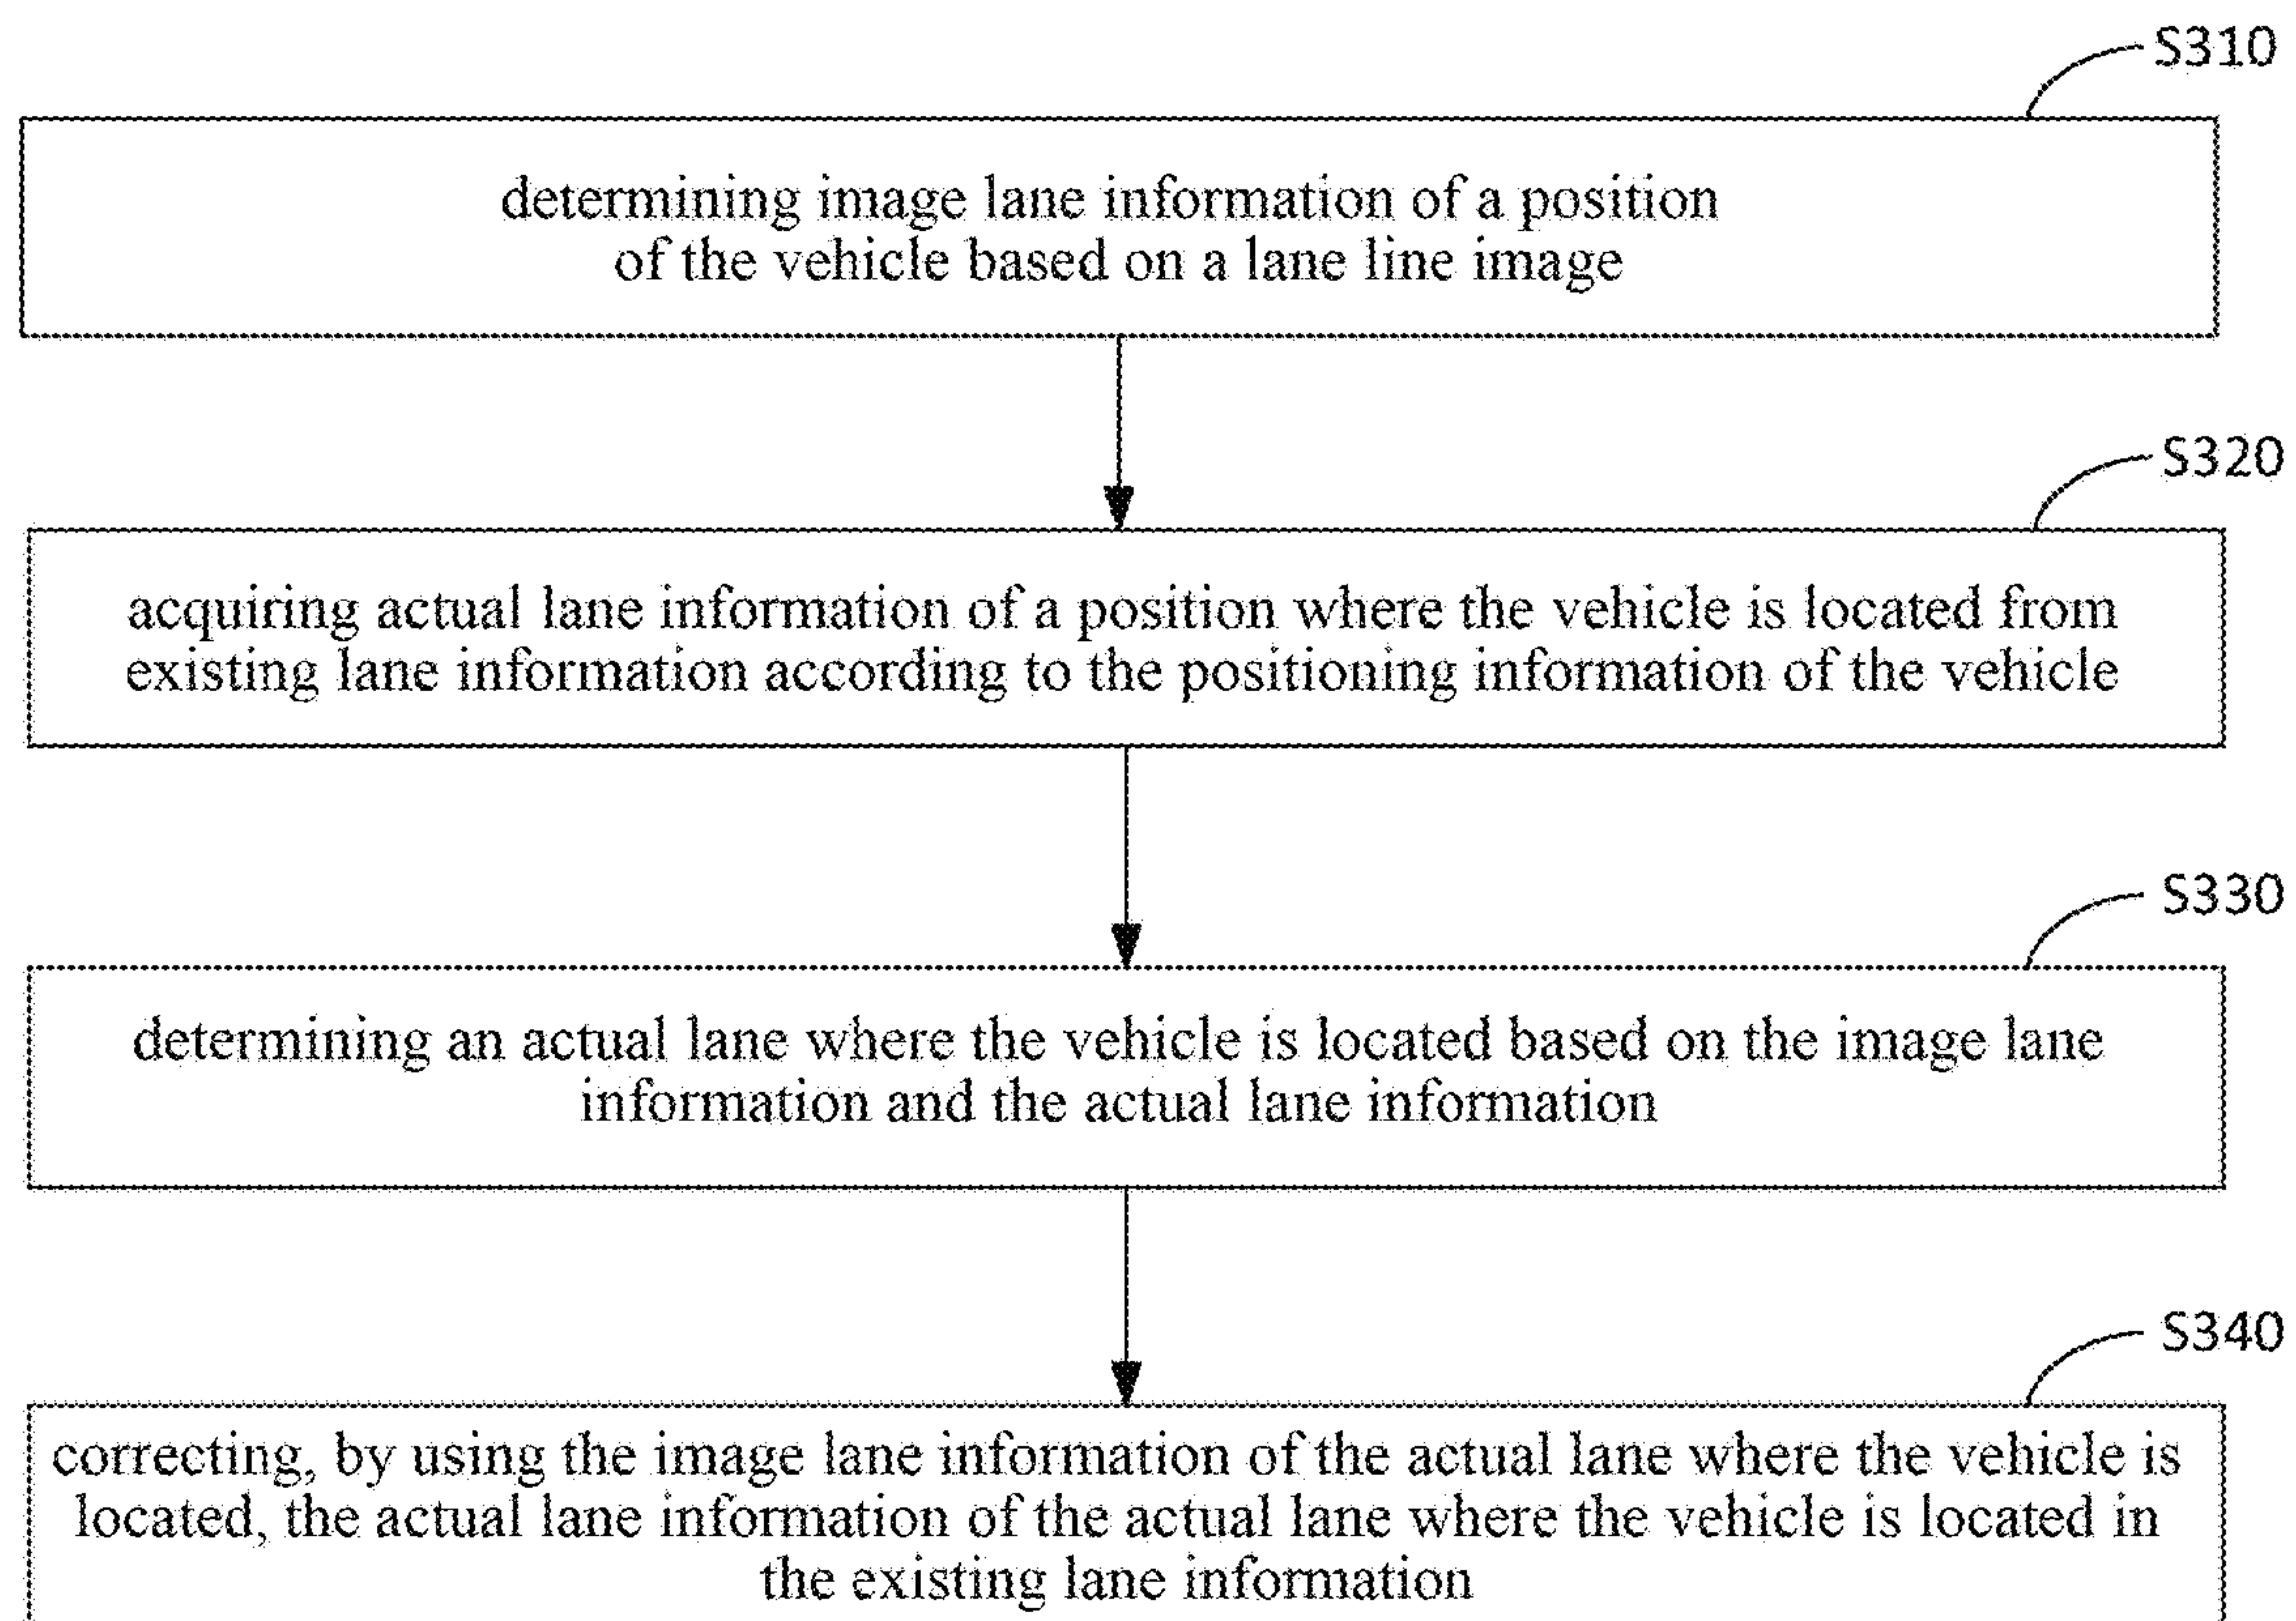 S310
determining image lane information of a position
of the vehicle based on a lane line image
S320
acquiring actual lane information of a position where the vehicle is located from
existing lane information according to the positioning information of the vehicle
S330
determining an actual lane where the vehicle is located based on the image lane
information and the actual lane information
S340
correcting, by using the image lane information of the actual lane where the vehicle is
located, the actual lane information of the actual lane where the vehicle is located in
the existing lane information